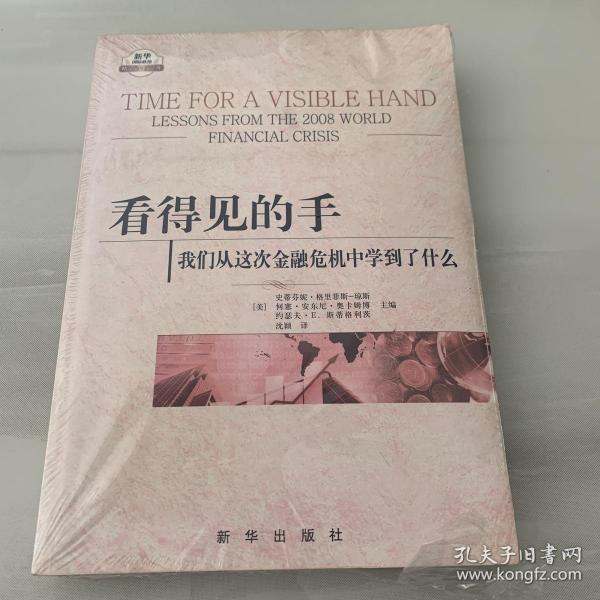 新华
TIME FOR A VISIBLE HAND
LESSONS FROM THE 2008 WORLD
FINANCIAL CRISIS
看得见的手
我们从这次金融危机中学到了什么
史蒂芬妮·格里菲斯-琼斯
[美] 何塞·安东尼·奥卡姆博 主编
约瑟夫·E. 斯蒂格利茨
沈颖 译
新华出版社
孔夫子旧书网
www.kongfz.com